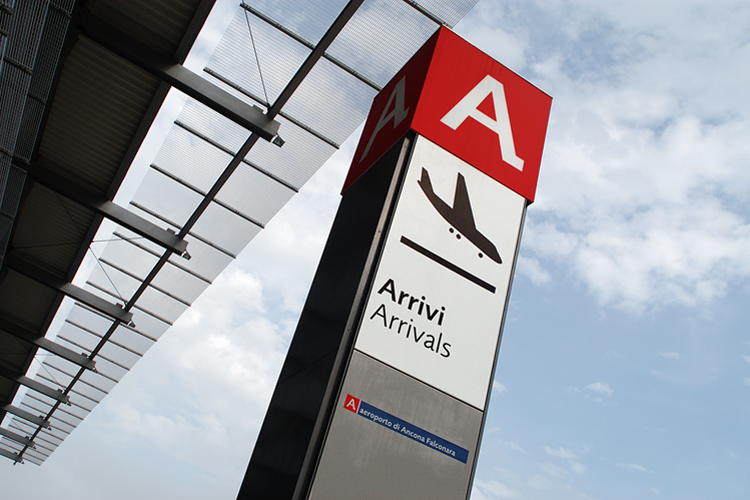 A
A
Arrivi
Arrivals
A aeroporto di Ancona Falconara